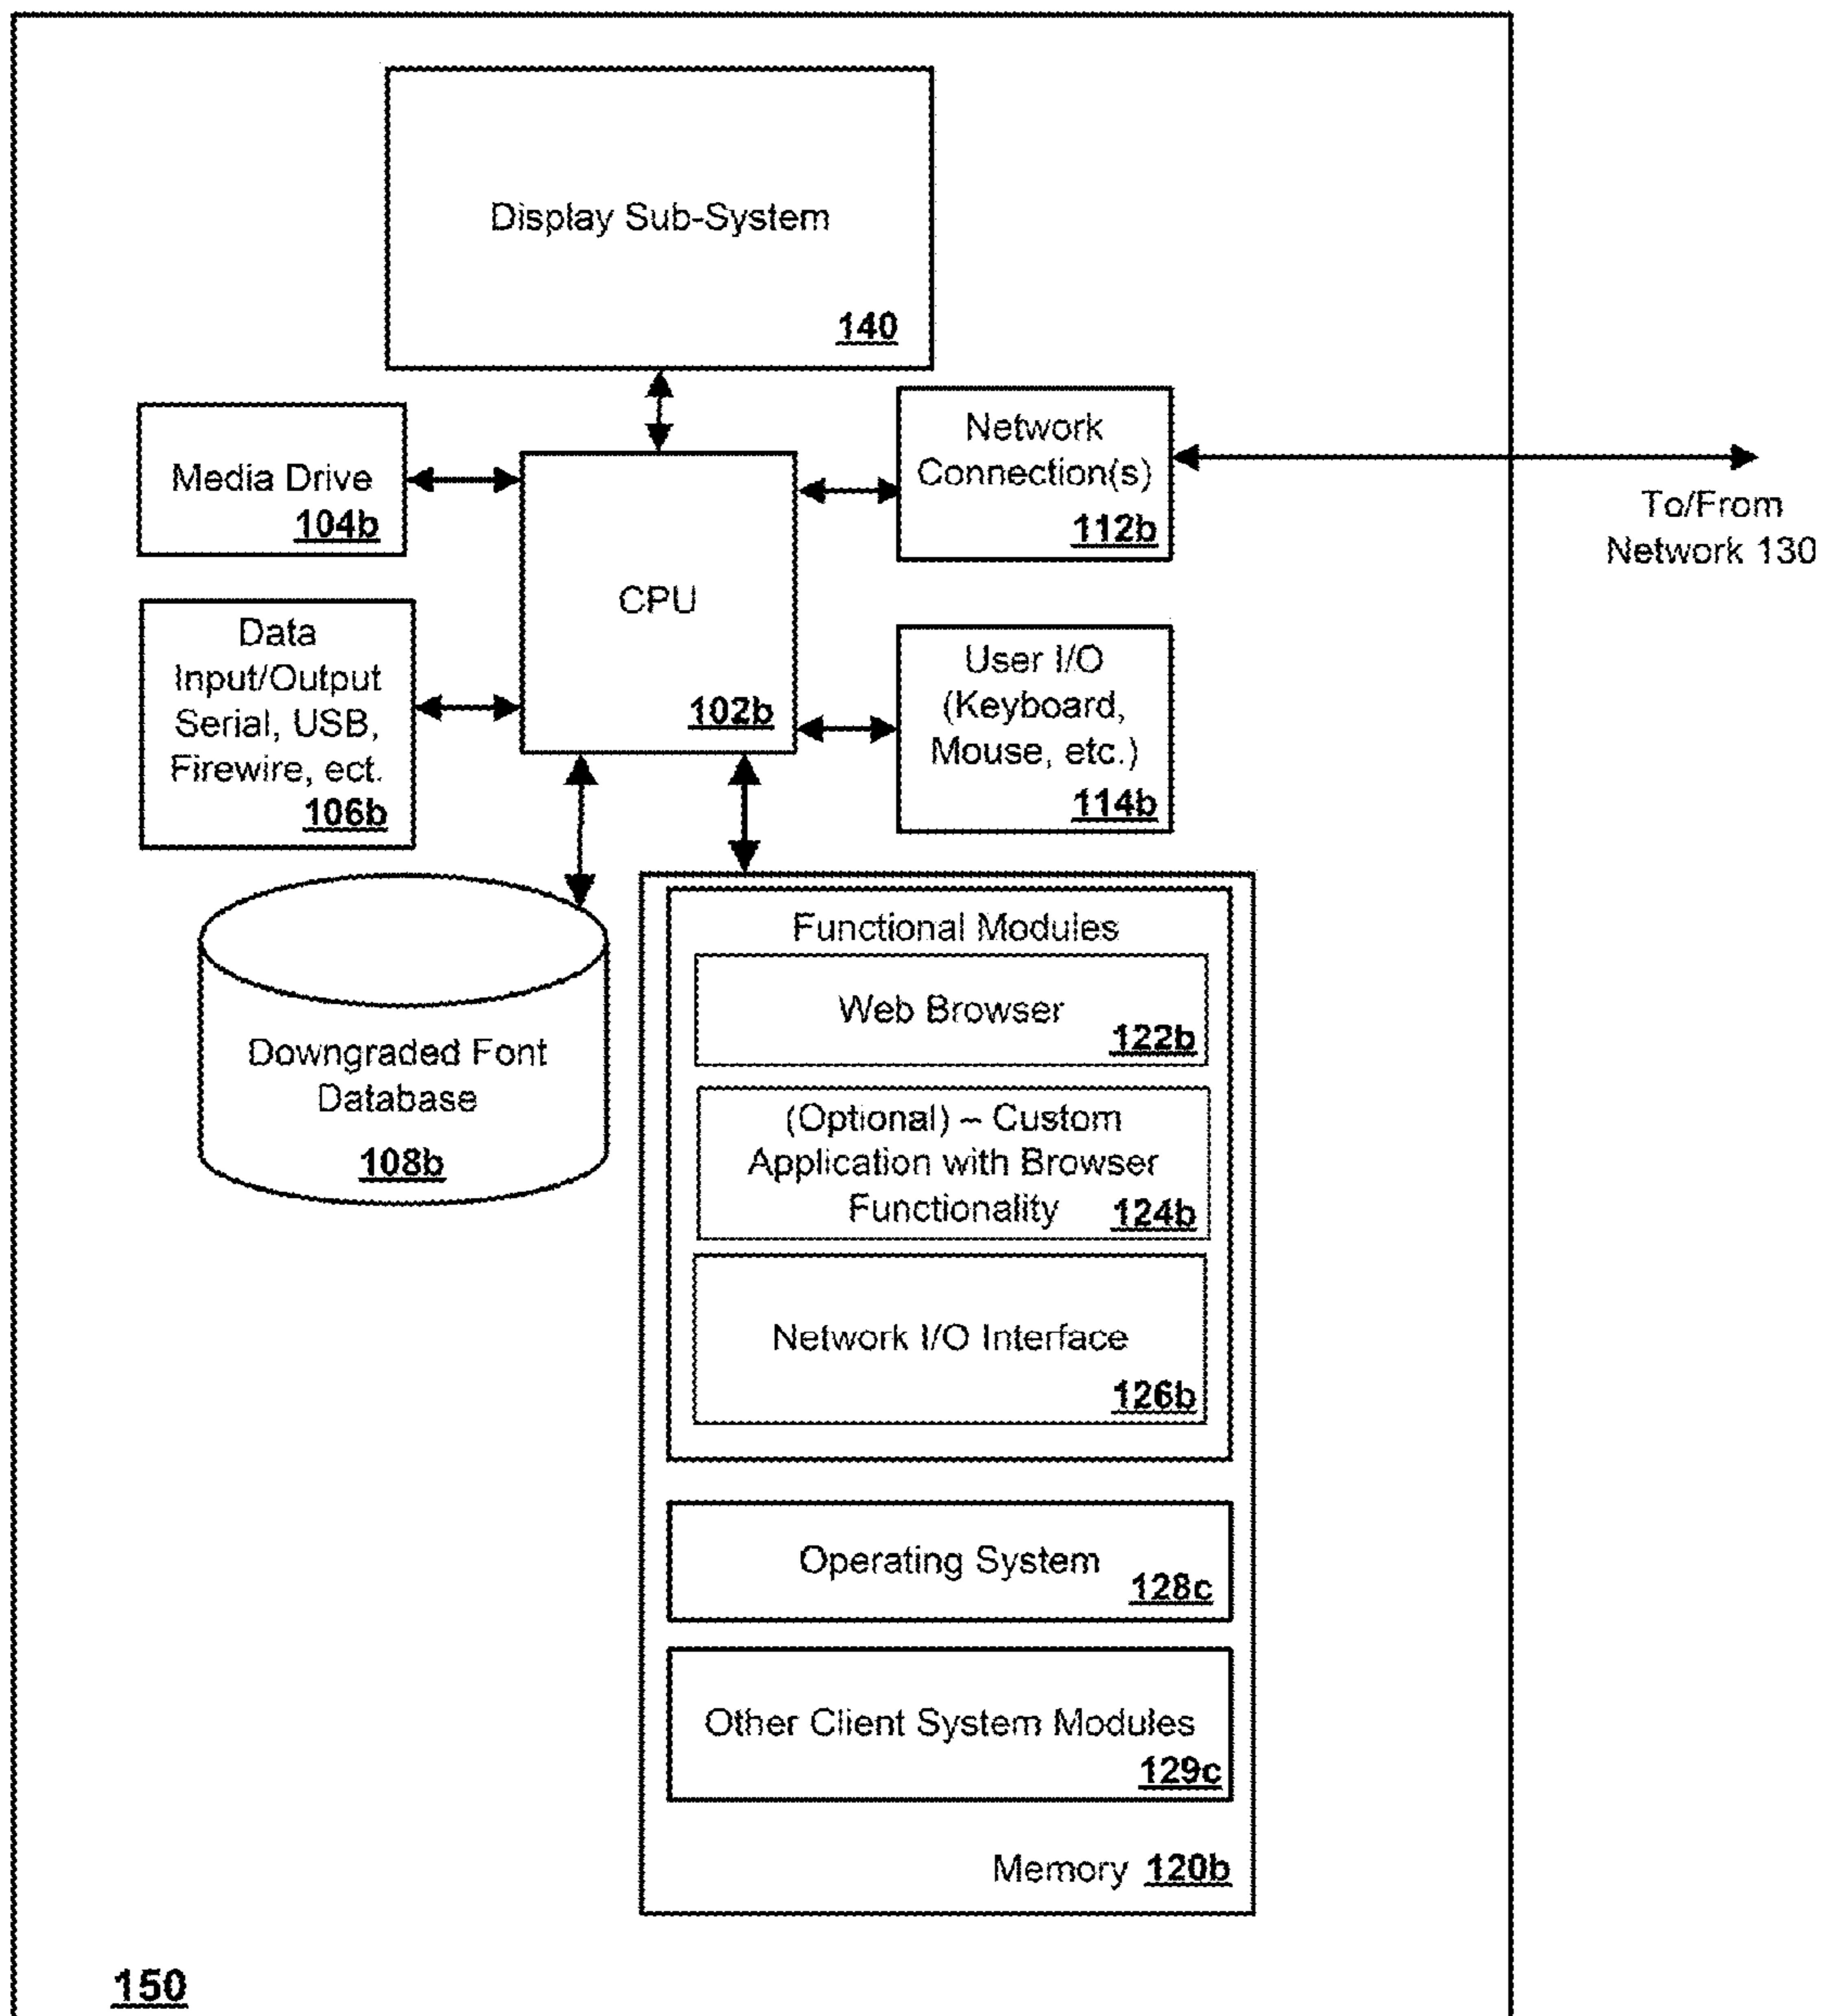 Display Sub-System
140
Media Drive
104b
Network
Connection(s)
112b
To/From
Network 130
CPU
102b
Data
Input/Output
Serial, USB,
Firewire, ect.
106b
User I/O
(Keyboard,
Mouse, etc.)
114b
Downgraded Font
Database
108b
Functional Modules
Web Browser
122b
(Optional) – Custom
Application with Browser
Functionality
124b
Network I/O Interface
126b
Operating System
128c
Other Client System Modules
129c
Memory 120b
150